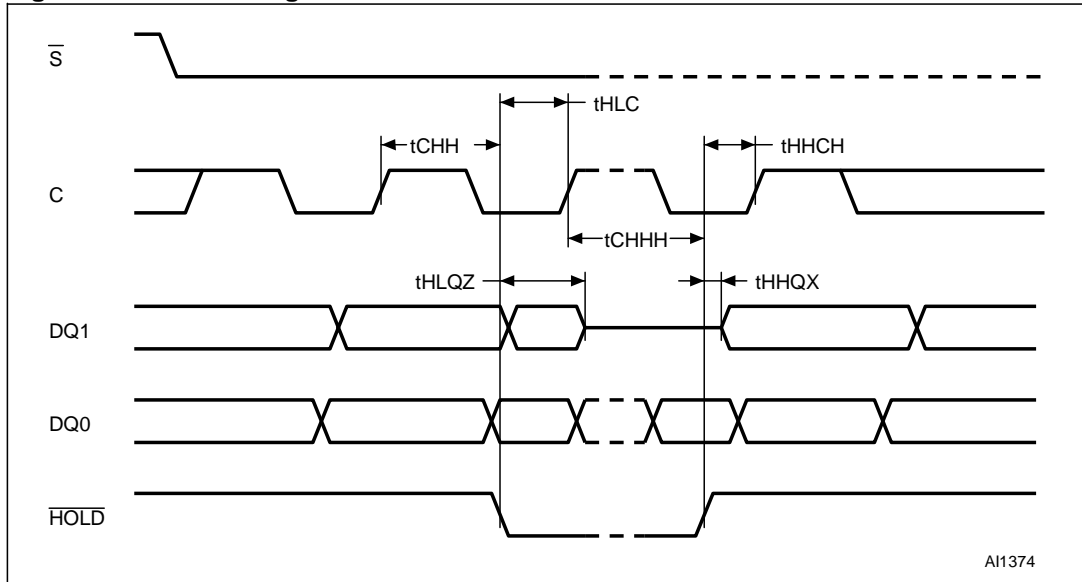 S
tHLC
tCHH
tHHCH
C
tCHHH
tHLQZ
tHHQX
DQ1
DQ0
HOLD
AI1374